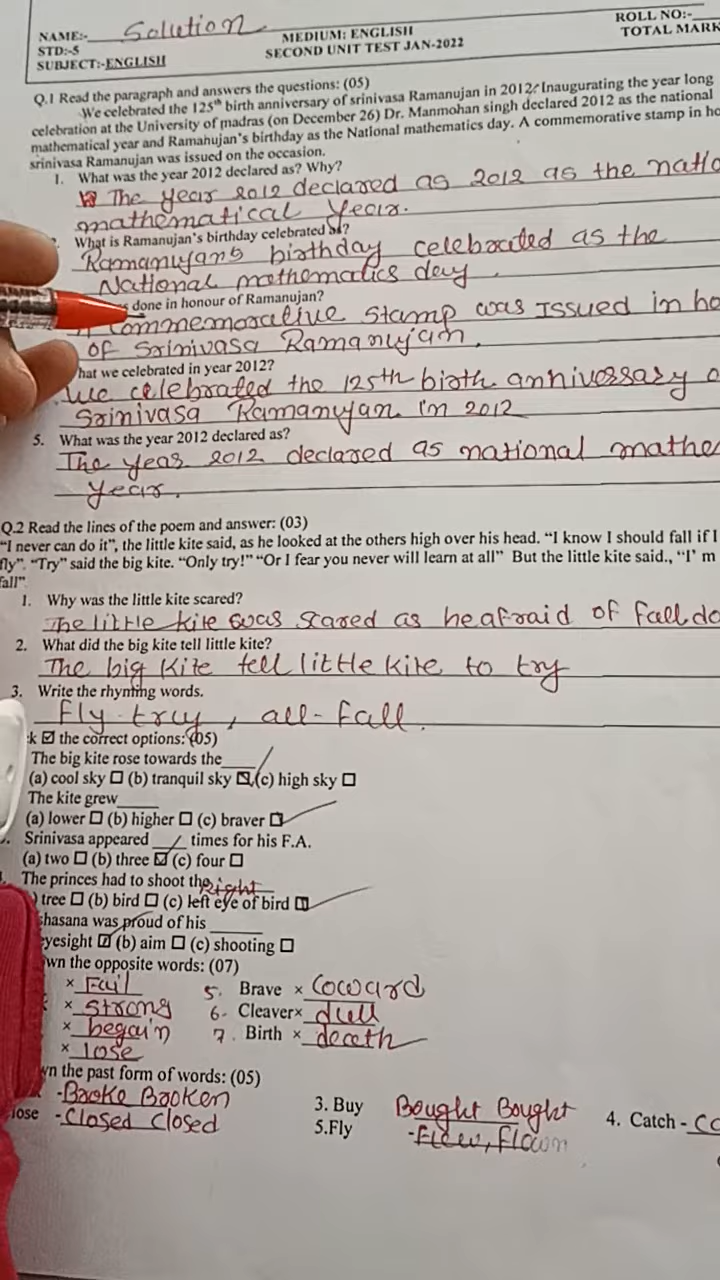 NAME:- Solution MEDIUM: ENGLISH ROLL NO:-
STD:-5 SECOND UNIT TEST JAN-2022 TOTAL MARK
SUBJECT:-ENGLISH
Q.1 Read the paragraph and answers the questions: (05)
We celebrated the 125th birth anniversary of srinivasa Ramanujan in 2012. Inaugurating the year long
celebration at the University of madras (on December 26) Dr. Manmohan singh declared 2012 as the national
mathematical year and Ramanujan's birthday as the National mathematics day. A commemorative stamp in ho
srinivasa Ramanujan was issued on the occasion.
1. What was the year 2012 declared as? Why?
The year 2012 declared as 2012 as the natio
mathematical Year.
What is Ramanujan's birthday celebrated as?
Ramanujans birthday celebrated as the
National mathematics day.
done in honour of Ramanujan?
Commemorative Stamp was Issued in ho
of Srinivasa Ramanujam.
hat we celebrated in year 2012?
We celebrated the 125th birth anniversary o
Srinivasa Ramanujan in 2012
5. What was the year 2012 declared as?
The year 2012 declared as national mathe
year.
Q.2 Read the lines of the poem and answer: (03)
"I never can do it", the little kite said, as he looked at the others high over his head. "I know I should fall if I
fly". "Try" said the big kite. "Only try!" "Or I fear you never will learn at all" But the little kite said., "I' m
fall".
1. Why was the little kite scared?
The little kite was scared as he afraid of fall do
2. What did the big kite tell little kite?
The big Kite tell little kite to try
3. Write the rhyming words.
Fly-try, all-fall.
k ☑ the correct options: (05)
The big kite rose towards the
(a) cool sky ☐ (b) tranquil sky ☑ (c) high sky ☐
The kite grew
(a) lower ☐ (b) higher ☐ (c) braver ☑
Srinivasa appeared times for his F.A.
(a) two ☐ (b) three ☑ (c) four ☐
The princes had to shoot the Right
) tree ☐ (b) bird ☐ (c) left eye of bird ☑
hasana was proud of his
eyesight ☑ (b) aim ☐ (c) shooting ☐
wn the opposite words: (07)
× Fail 5. Brave × Coward
× strong 6- Cleaver× dull
× begain 7. Birth × death
× lose
wn the past form of words: (05)
-Broke Broken 3. Buy Bought Bought 4. Catch -
lose -Closed Closed 5.Fly -flew, flown